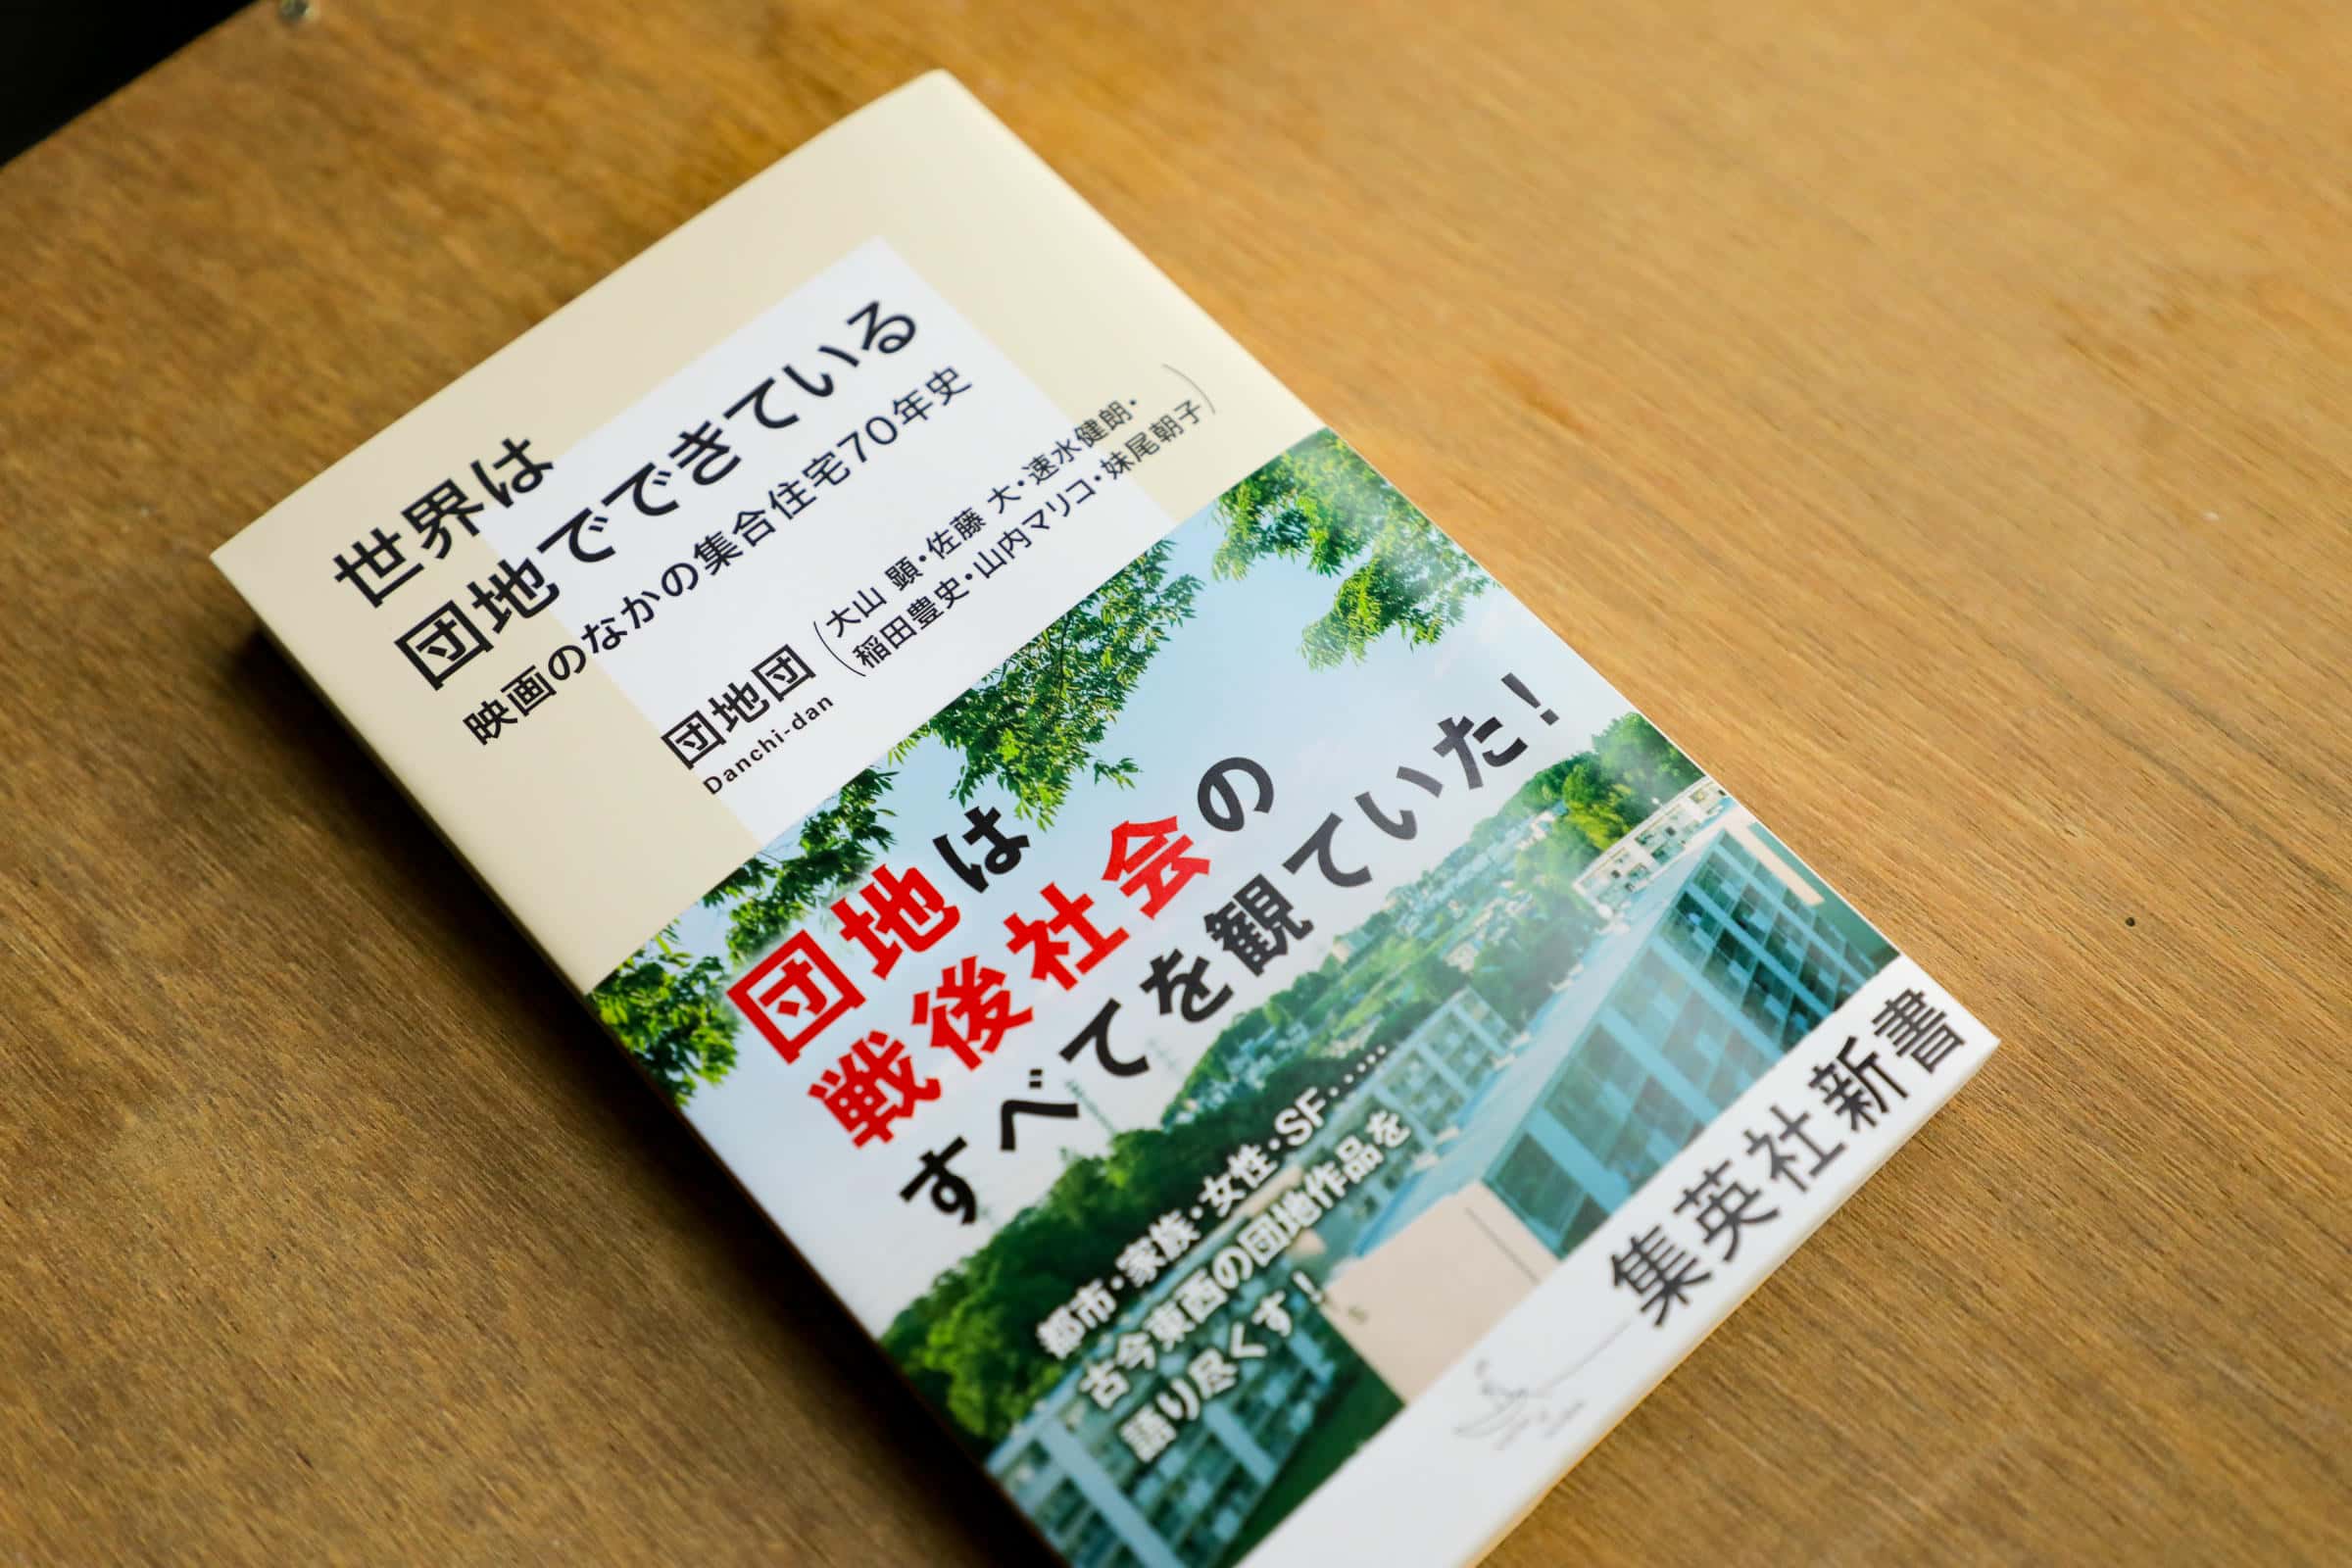 世界は
団地でできている
映画のなかの集合住宅70年史
団地団
Danchi-dan
(大山 顕・佐藤 大・速水健朗・
稲田豊史・山内マリコ・妹尾朝子)
団地は
戦後社会の
すべてを観ていた!
都市・家族・女性・SF……
古今東西の団地作品を
語り尽くす!
集英社新書